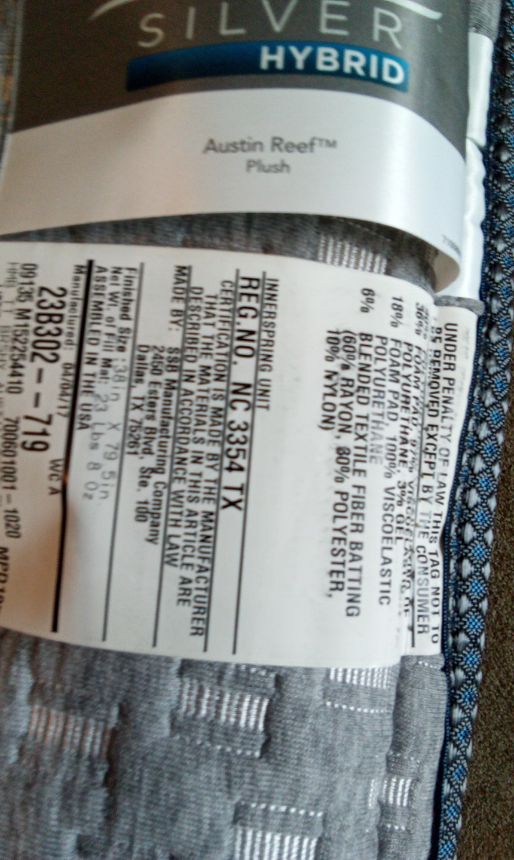 SILVER
HYBRID
Austin Reef™
Plush
UNDER PENALTY OF LAW THIS TAG NOT TO
BE REMOVED EXCEPT BY THE CONSUMER
18% FOAM PAD, 100% VISCOELASTIC
POLYURETHANE
6% BLENDED TEXTILE FIBER BATTING
(60% RAYON, 30% POLYESTER,
10% NYLON)
INNERSPRING UNIT
REG.NO. NC 3354 TX
CERTIFICATION IS MADE BY THE MANUFACTURER
THAT THE MATERIALS IN THIS ARTICLE ARE
DESCRIBED IN ACCORDANCE WITH LAW
MADE BY: SSB Manufacturing Company
2450 Esters Blvd, Ste. 100
Dallas, TX 75261
Finished Size: 38 in X 79.5 in.
Net Wt. of Fill Mat: 23 Lbs 8 Oz
ASSEMBLED IN THE USA
Manufactured: 04/04/17
23B302--719 WC A
09135 M152254410 700601001-1020